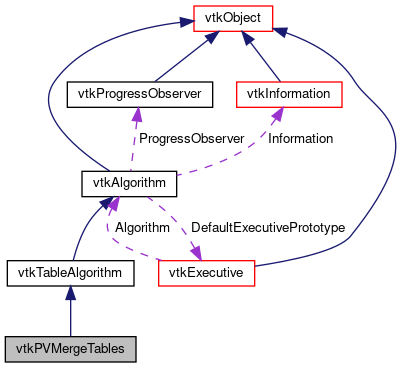 vtkObject
vtkProgressObserver
vtkInformation
ProgressObserver
Information
vtkAlgorithm
Algorithm
DefaultExecutivePrototype
vtkTableAlgorithm
vtkExecutive
vtkPVMergeTables